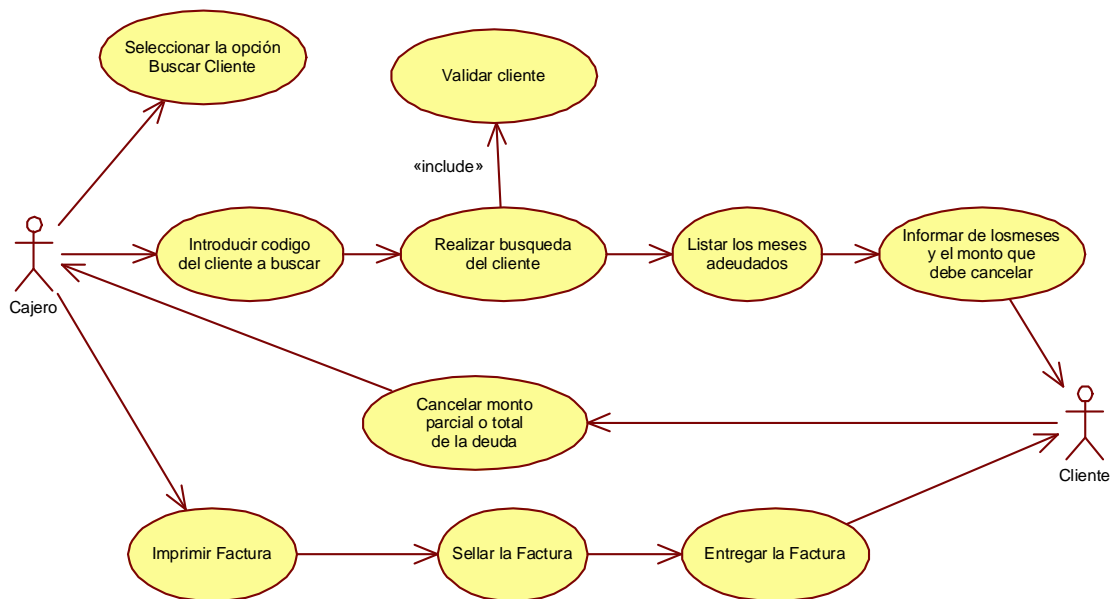 Seleccionar la opción
Buscar Cliente
Validar cliente
«include»
Introducir codigo
del cliente a buscar
Realizar busqueda
del cliente
Listar los meses
adeudados
Informar de losmeses
y el monto que
debe cancelar
Cajero
Cancelar monto
parcial o total
de la deuda
Cliente
Imprimir Factura
Sellar la Factura
Entregar la Factura